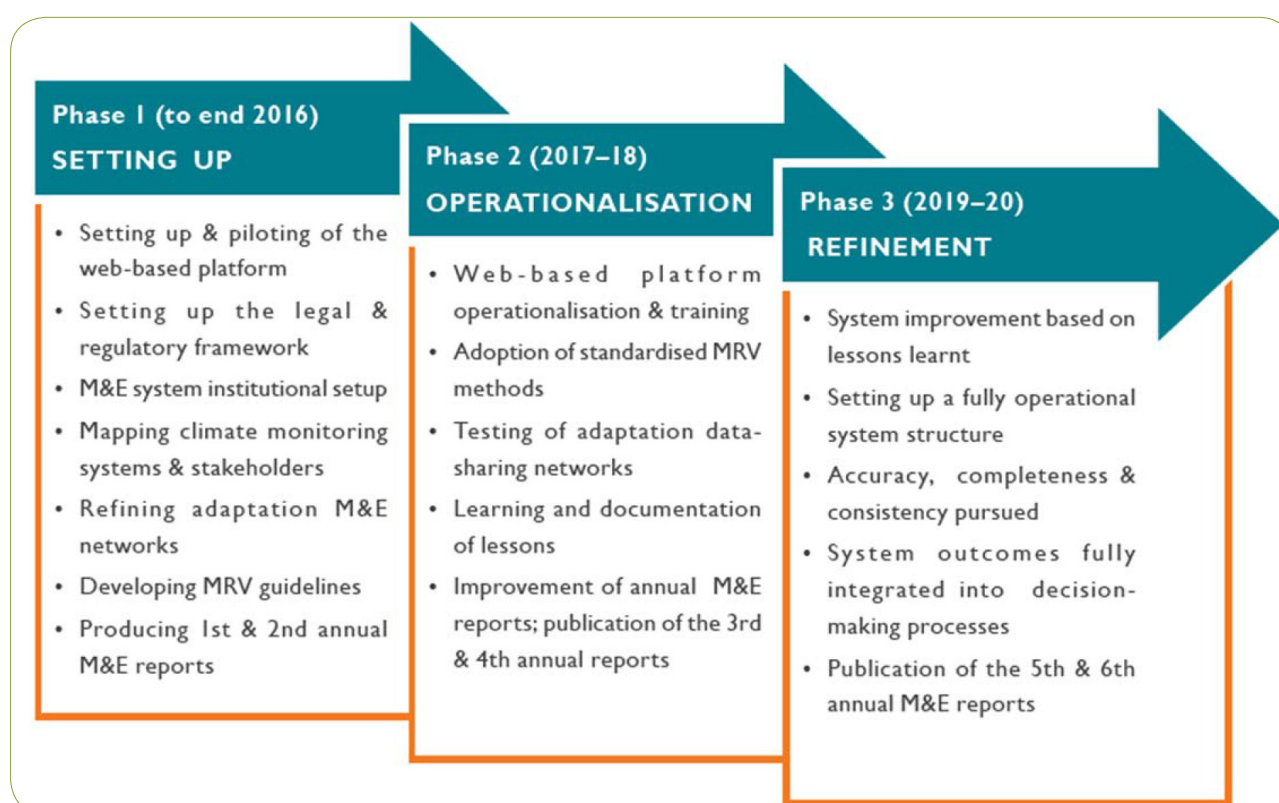 Phase 1 (to end 2016)
SETTING UP
• Setting up & piloting of the
web-based platform
• Setting up the legal &
regulatory framework
• M&E system institutional setup
• Mapping climate monitoring
systems & stakeholders
• Refining adaptation M&E
networks
• Developing MRV guidelines
• Producing 1st & 2nd annual
M&E reports
Phase 2 (2017–18)
OPERATIONALISATION
• Web-based platform
operationalisation & training
• Adoption of standardised MRV
methods
• Testing of adaptation data-
sharing networks
• Learning and documentation
of lessons
• Improvement of annual M&E
reports; publication of the 3rd
& 4th annual reports
Phase 3 (2019–20)
REFINEMENT
• System improvement based on
lessons learnt
• Setting up a fully operational
system structure
• Accuracy, completeness &
consistency pursued
• System outcomes fully
integrated into decision-
making processes
• Publication of the 5th & 6th
annual M&E reports